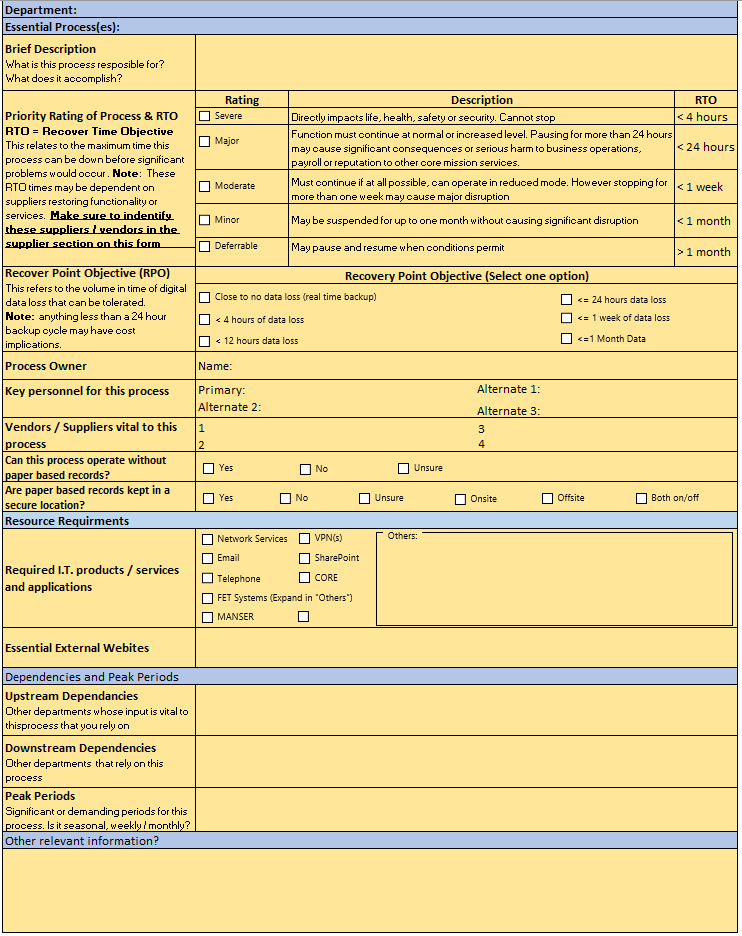 Department:
Essential Process(es):
Brief Description
What is this process resposible for?
What does it accomplish?
Priority Rating of Process & RTO
RTO = Recover Time Objective
This relates to the maximum time this
process can be down before significant
problems would occur. Note: These
RTO times may be dependent on
suppliers restoring functionality or
services. Make sure to indentify
these suppliers / vendors in the
supplier section on this form
Rating Description RTO
Severe Directly impacts life, health, safety or security. Cannot stop < 4 hours
Major Function must continue at normal or increased level. Pausing for more than 24 hours
may cause significant consequences or serious harm to business operations,
payroll or reputation to other core mission services. < 24 hours
Moderate Must continue if at all possible, can operate in reduced mode. However stopping for
more than one week may cause major disruption < 1 week
Minor May be suspended for up to one month without causing significant disruption < 1 month
Deferrable May pause and resume when conditions permit > 1 month
Recover Point Objective (RPO)
This refers to the volume in time of digital
data loss that can be tolerated.
Note: anything less than a 24 hour
backup cycle may have cost
implications.
Recovery Point Objective (Select one option)
Close to no data loss (real time backup) <= 24 hours data loss
< 4 hours of data loss <= 1 week of data loss
< 12 hours data loss <=1 Month Data
Process Owner Name:
Key personnel for this process
Primary: Alternate 1:
Alternate 2: Alternate 3:
Vendors / Suppliers vital to this
process
1 3
2 4
Can this process operate without
paper based records?
Yes No Unsure
Are paper based records kept in a
secure location?
Yes No Unsure Onsite Offsite Both on/off
Resource Requirments
Required I.T. products / services
and applications
Network Services VPN(s)
Email SharePoint
Telephone CORE
FET Systems (Expand in "Others")
MANSER
Others:
Essential External Webites
Dependencies and Peak Periods
Upstream Dependancies
Other departments whose input is vital to
thisprocess that you rely on
Downstream Dependencies
Other departments that rely on this
process
Peak Periods
Significant or demanding periods for this
process. Is it seasonal, weekly / monthly?
Other relevant information?